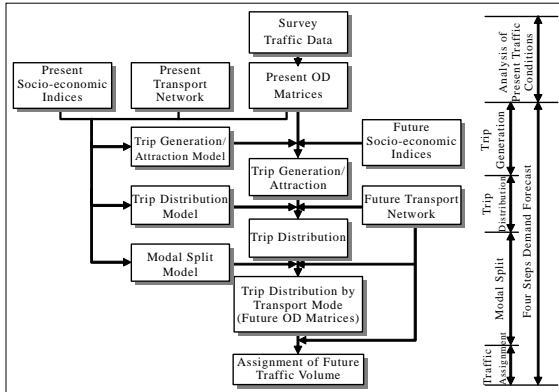 Survey
Traffic Data
Present
Socio-economic
Indices
Present
Transport
Network
Present OD
Matrices
Trip Generation/
Attraction Model
Future
Socio-economic
Indices
Trip Generation/
Attraction
Trip Distribution
Model
Future Transport
Network
Trip Distribution
Modal Split
Model
Trip Distribution by
Transport Mode
(Future OD Matrices)
Assignment of Future
Traffic Volume
Analysis of
Present Traffic
Conditions
Trip
Generation
Trip
Distribution
Modal Split
Traffic
Assignment
Four Steps Demand Forecast